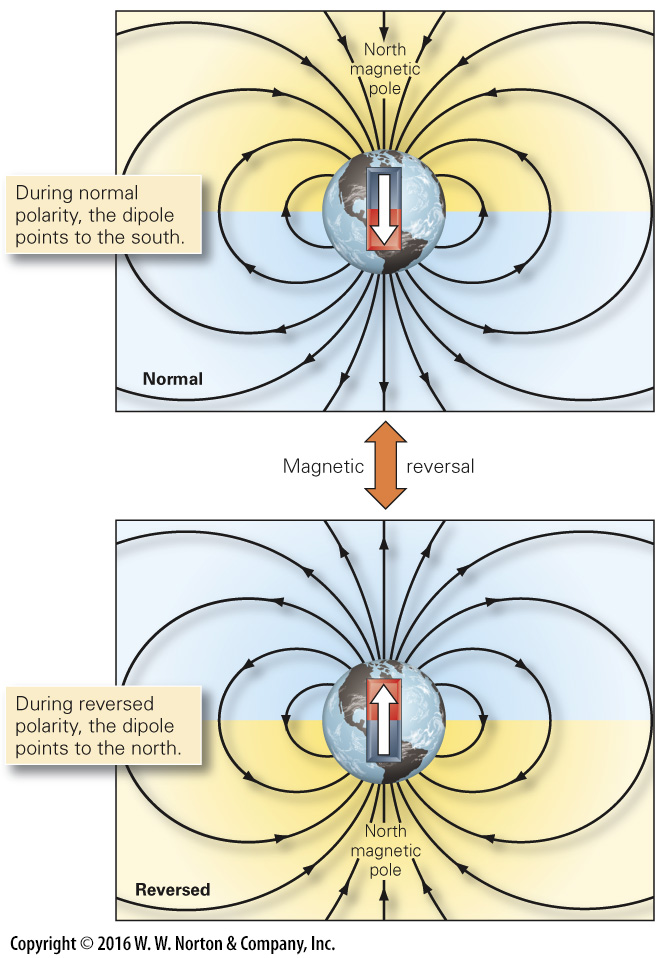 North
magnetic
pole
During normal
polarity, the dipole
points to the south.
Normal
Magnetic reversal
During reversed
polarity, the dipole
points to the north.
North
magnetic
pole
Reversed
Copyright © 2016 W. W. Norton & Company, Inc.